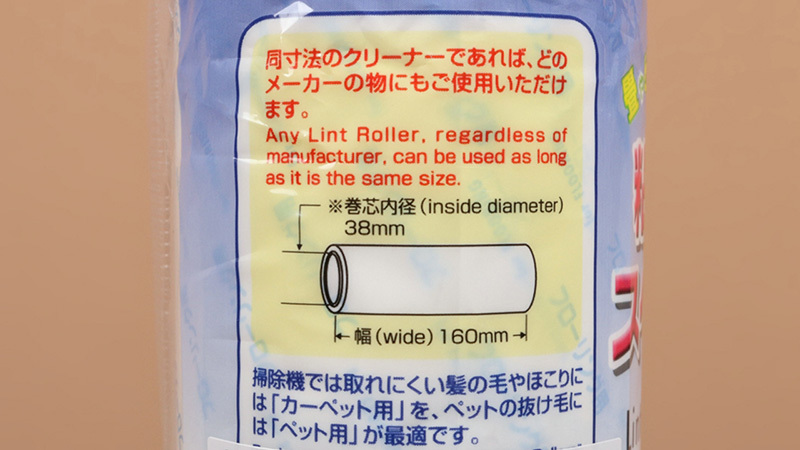 同寸法のクリーナーであれば、どの
メーカーの物にもご使用いただけ
ます。
Any Lint Roller, regardless of
manufacturer, can be used as long
as it is the same size.
※巻芯内径(inside diameter)
38mm
幅(wide)160mm
掃除機では取れにくい髪の毛やほこりに
は「カーペット用」を、ペットの抜け毛に
は「ペット用」が最適です。